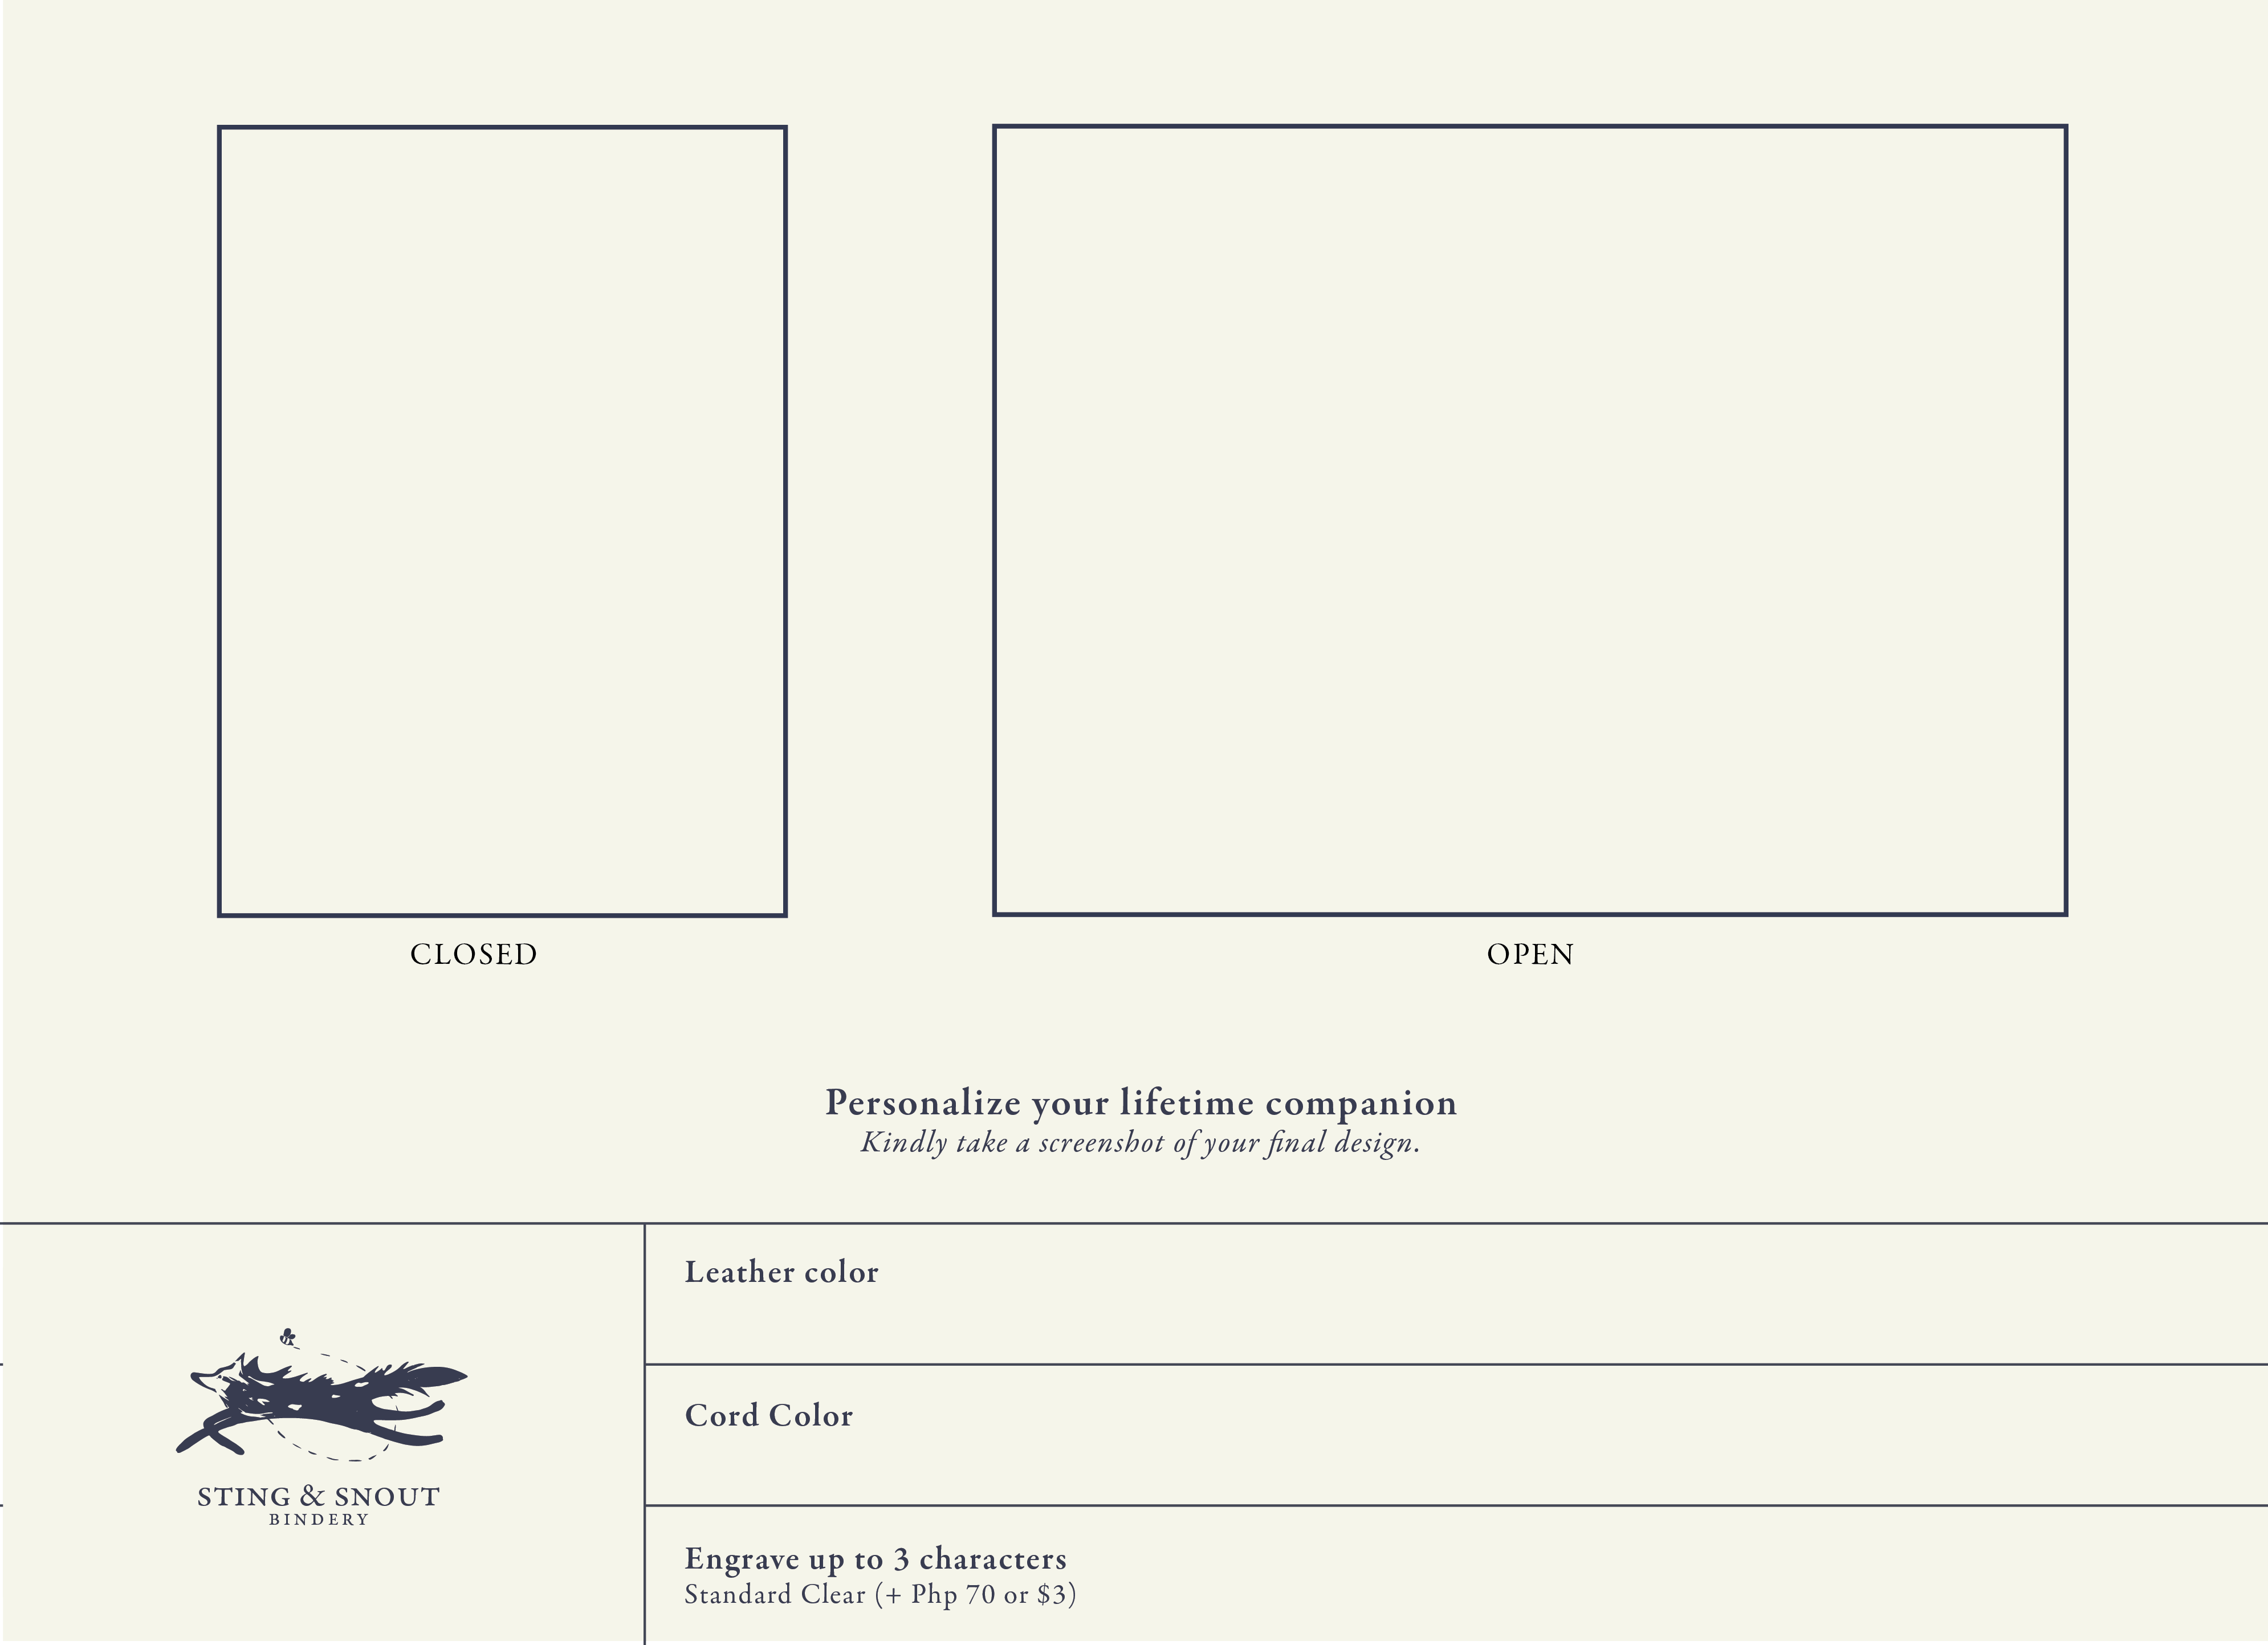 CLOSED
OPEN
Personalize your lifetime companion
Kindly take a screenshot of your final design.
STING & SNOUT
BINDERY
Leather color
Cord Color
Engrave up to 3 characters
Standard Clear (+ Php 70 or $3)